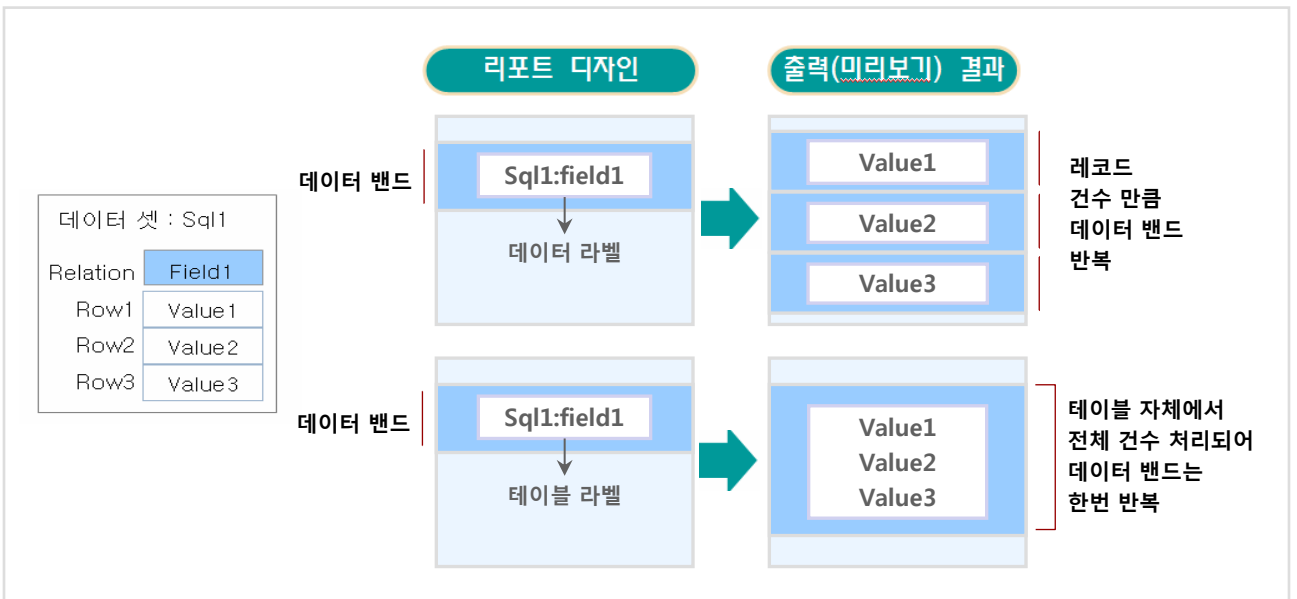 리포트 디자인
출력(미리보기) 결과
데이터 셋 : Sql1
Relation Field1
Row1 Value1
Row2 Value2
Row3 Value3
데이터 밴드
Sql1:field1
데이터 라벨
Value1
Value2
Value3
레코드
건수 만큼
데이터 밴드
반복
데이터 밴드
Sql1:field1
테이블 라벨
Value1
Value2
Value3
테이블 자체에서
전체 건수 처리되어
데이터 밴드는
한번 반복